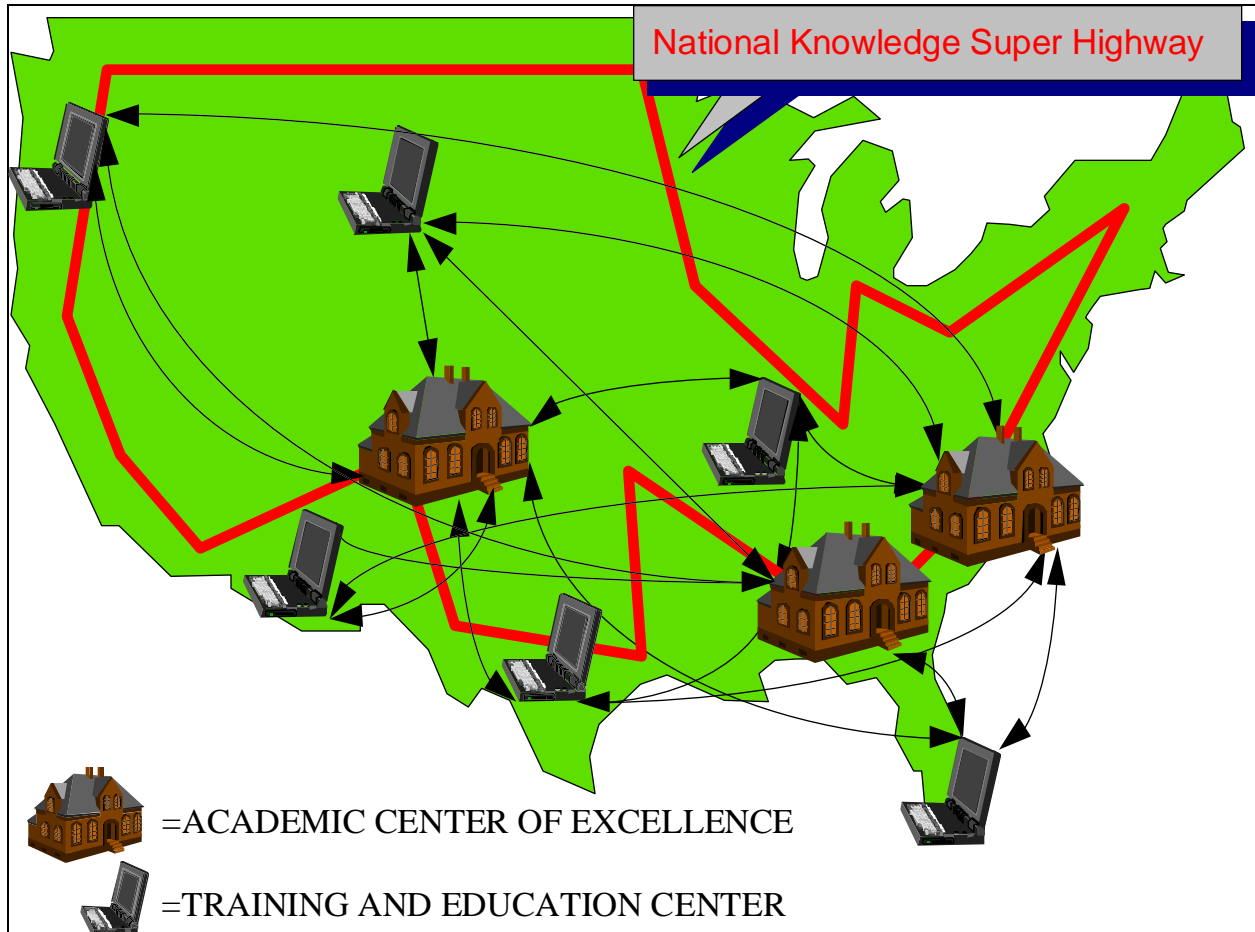 National Knowledge Super Highway
=ACADEMIC CENTER OF EXCELLENCE
=TRAINING AND EDUCATION CENTER